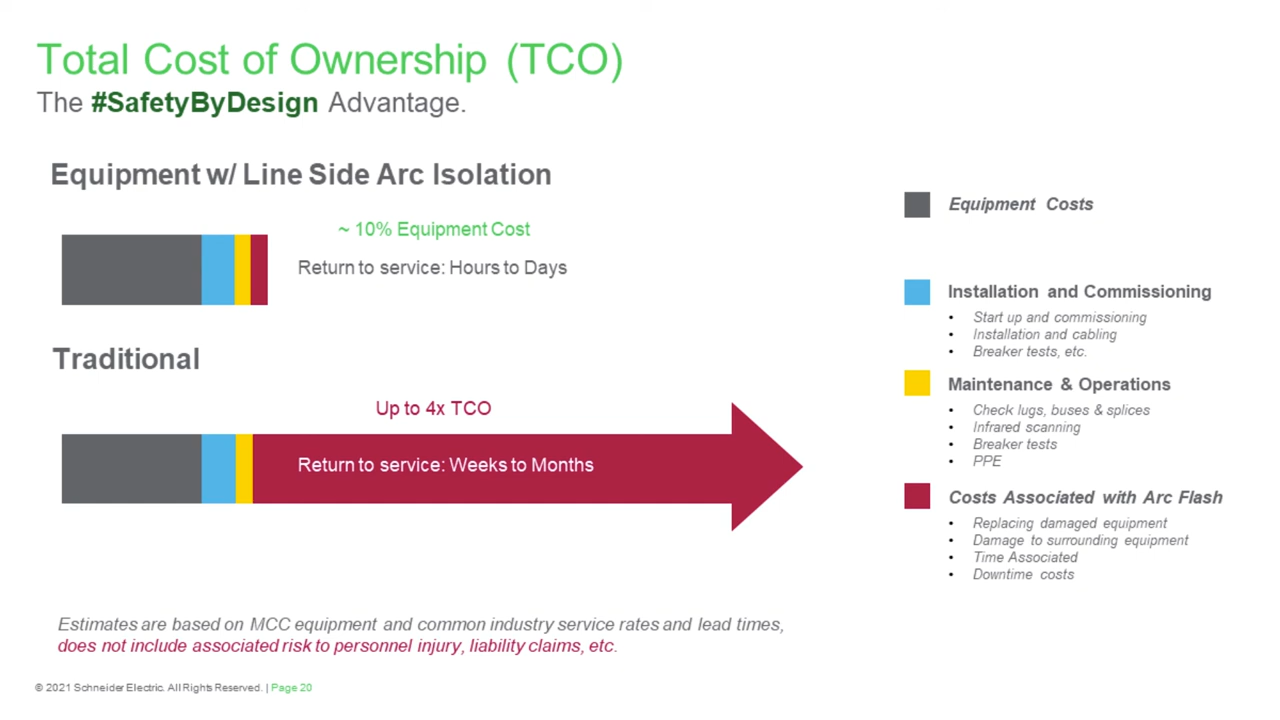 Total Cost of Ownership (TCO)
The #SafetyByDesign Advantage.
Equipment w/ Line Side Arc Isolation
~ 10% Equipment Cost
Return to service: Hours to Days
Traditional
Up to 4x TCO
Return to service: Weeks to Months
Equipment Costs
Installation and Commissioning
• Start up and commissioning
• Installation and cabling
• Breaker tests, etc.
Maintenance & Operations
• Check lugs, buses & splices
• Infrared scanning
• Breaker tests
• PPE
Costs Associated with Arc Flash
• Replacing damaged equipment
• Damage to surrounding equipment
• Time Associated
• Downtime costs
Estimates are based on MCC equipment and common industry service rates and lead times,
does not include associated risk to personnel injury, liability claims, etc.
© 2021 Schneider Electric. All Rights Reserved. | Page 20